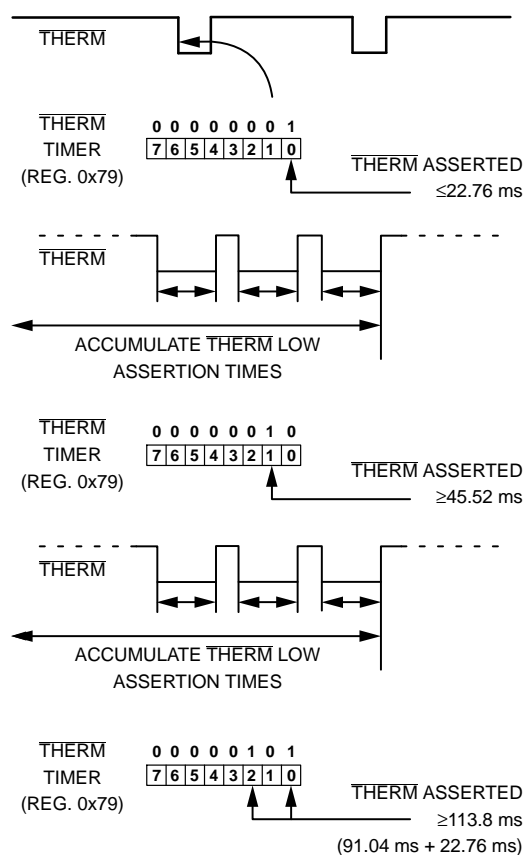 THERM
THERM
TIMER
(REG. 0x79)
0 0 0 0 0 0 0 1
7 6 5 4 3 2 1 0
THERM ASSERTED
≤22.76 ms
THERM
ACCUMULATE THERM LOW
ASSERTION TIMES
THERM
TIMER
(REG. 0x79)
0 0 0 0 0 0 1 0
7 6 5 4 3 2 1 0
THERM ASSERTED
≥45.52 ms
THERM
ACCUMULATE THERM LOW
ASSERTION TIMES
THERM
TIMER
(REG. 0x79)
0 0 0 0 0 1 0 1
7 6 5 4 3 2 1 0
THERM ASSERTED
≥113.8 ms
(91.04 ms + 22.76 ms)